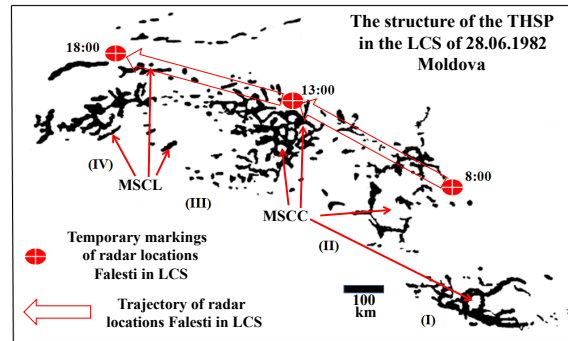 The structure of the THSP
in the LCS of 28.06.1982
Moldova
18:00
13:00
8:00
(IV)
MSCL
(III)
MSCC
(II)
Temporary markings
of radar locations
Falesti in LCS
Trajectory of radar
locations Falesti in LCS
100
km
(I)